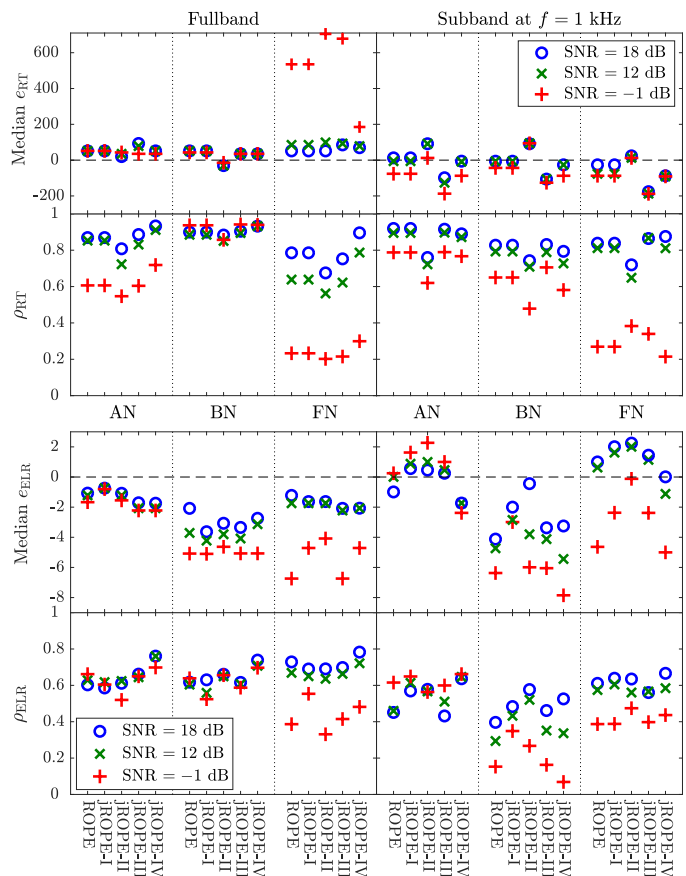 Fullband
Subband at f = 1 kHz
Median e_RT
600
400
200
0
-200
SNR = 18 dB
SNR = 12 dB
SNR = −1 dB
ρ_RT
1
0.8
0.6
0.4
0.2
0
AN BN FN AN BN FN
Median e_ELR
2
0
-2
-4
-6
-8
ρ_ELR
1
0.8
0.6
0.4
0.2
0
SNR = 18 dB
SNR = 12 dB
SNR = −1 dB
ROPE
jROPE-I
jROPE-II
jROPE-III
jROPE-IV
ROPE
jROPE-I
jROPE-II
jROPE-III
jROPE-IV
ROPE
jROPE-I
jROPE-II
jROPE-III
jROPE-IV
ROPE
jROPE-I
jROPE-II
jROPE-III
jROPE-IV
ROPE
jROPE-I
jROPE-II
jROPE-III
jROPE-IV
ROPE
jROPE-I
jROPE-II
jROPE-III
jROPE-IV